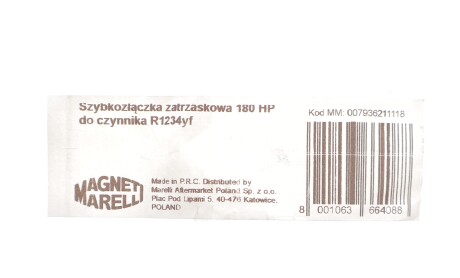 Szybkozłączka zatrzaskowa 180 HP
do czynnika R1234yf
Kod MM: 007936211118
MAGNETI
MARELLI
Made in P.R.C. Distributed by
Marelli Aftermarket Poland Sp. z o.o.
Plac Pod Lipami 5, 40-476 Katowice,
POLAND
8 001063 664088